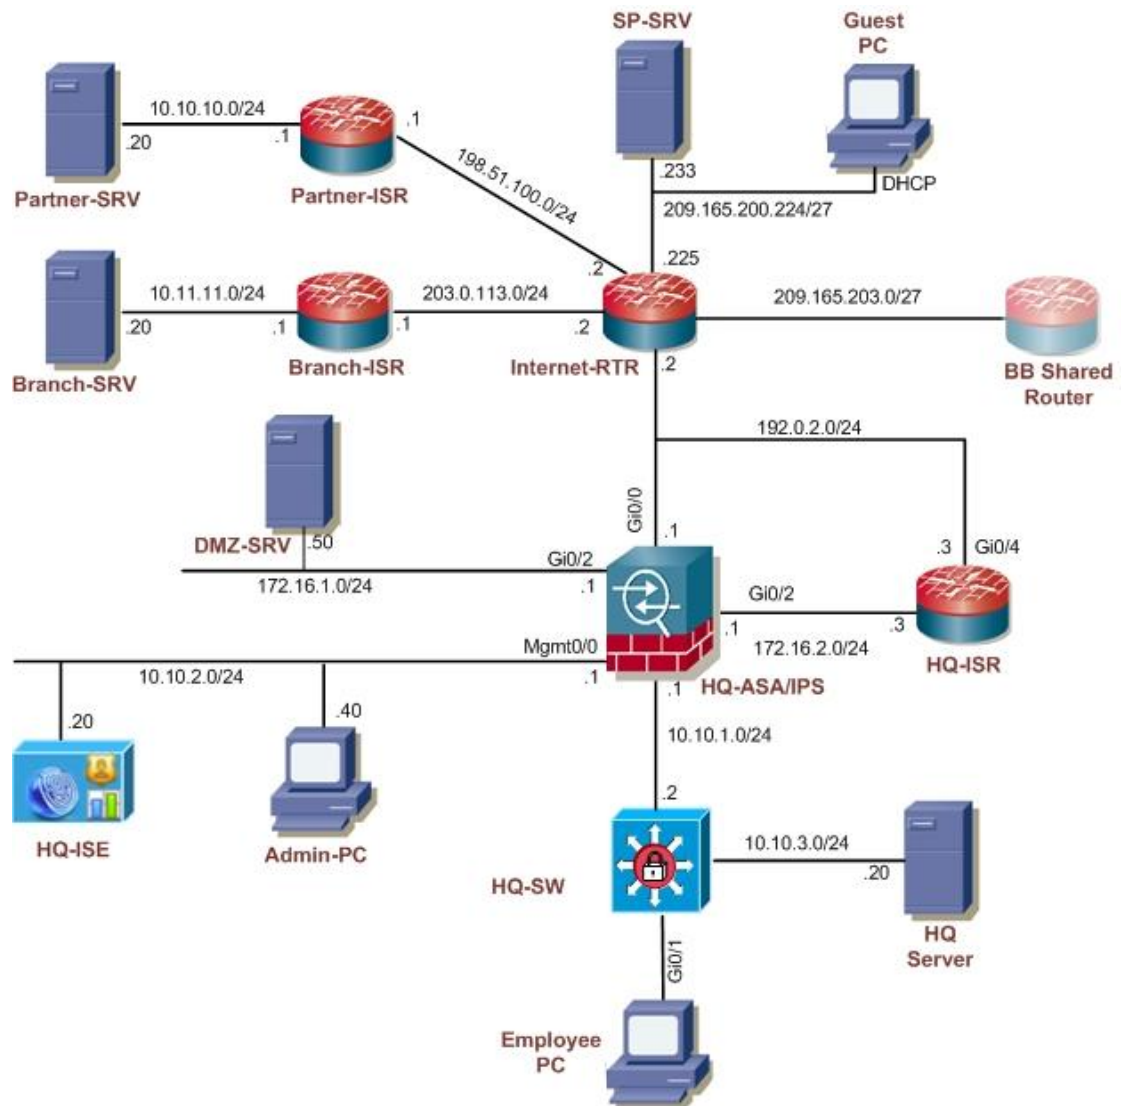 SP-SRV
Guest
PC
10.10.10.0/24
.1
.20
.1
Partner-SRV
Partner-ISR
198.51.100.0/24
.233
DHCP
209.165.200.224/27
.2
.225
10.11.11.0/24
203.0.113.0/24
209.165.203.0/27
.20
.1
.1
.2
Branch-SRV
Branch-ISR
Internet-RTR
.2
BB Shared
Router
192.0.2.0/24
Gi0/0
.1
DMZ-SRV
.50
Gi0/2
.3
Gi0/4
172.16.1.0/24
.1
Gi0/2
.1
.3
172.16.2.0/24
HQ-ISR
Mgmt0/0
10.10.2.0/24
.1
.1
HQ-ASA/IPS
.20
.40
10.10.1.0/24
HQ-ISE
Admin-PC
.2
10.10.3.0/24
HQ-SW
.20
HQ
Server
Gi0/1
Employee
PC